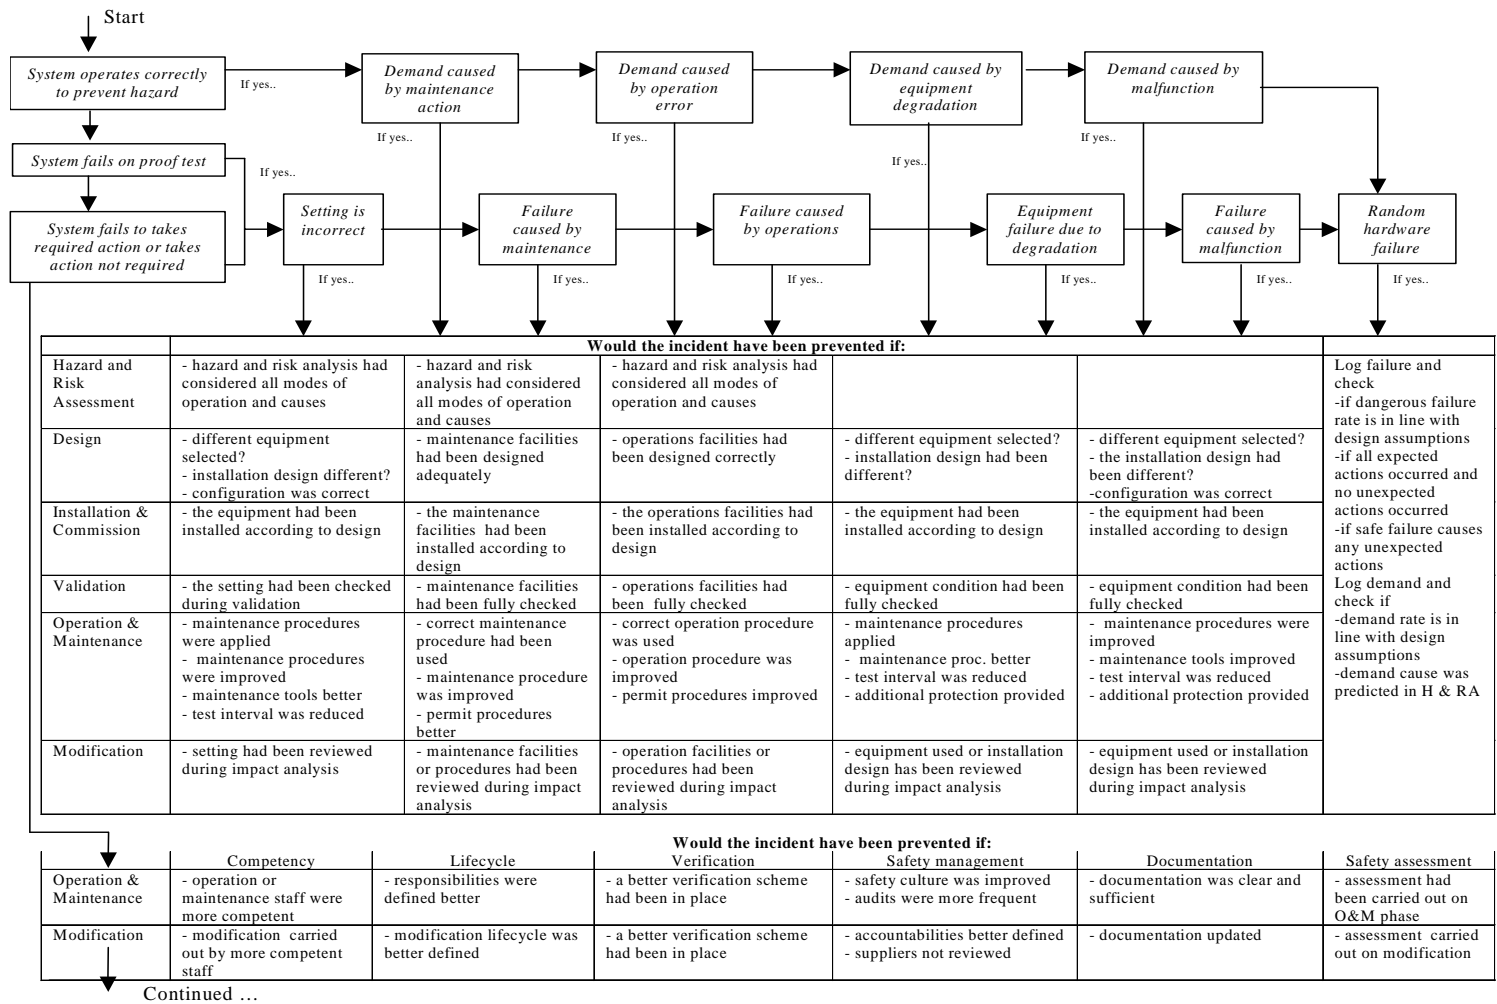 Start
System operates correctly
to prevent hazard
If yes..
Demand caused
by maintenance
action
If yes..
Demand caused
by operation
error
If yes..
Demand caused by
equipment
degradation
If yes..
Demand caused by
malfunction
If yes..
System fails on proof test
If yes..
System fails to takes
required action or takes
action not required
Setting is
incorrect
If yes..
Failure
caused by
maintenance
If yes..
Failure caused
by operations
If yes..
Equipment
failure due to
degradation
If yes..
Failure
caused by
malfunction
If yes..
Random
hardware
failure
If yes..
Would the incident have been prevented if:
Hazard and
Risk
Assessment
- hazard and risk analysis had
considered all modes of
operation and causes
- hazard and risk
analysis had considered
all modes of operation
and causes
- hazard and risk analysis had
considered all modes of
operation and causes
Log failure and
check
-if dangerous failure
rate is in line with
design assumptions
-if all expected
actions occurred and
no unexpected
actions occurred
-if safe failure causes
any unexpected
actions
Log demand and
check if
-demand rate is in
line with design
assumptions
-demand cause was
predicted in H & RA
Design
- different equipment
selected?
- installation design different?
- configuration was correct
- maintenance facilities
had been designed
adequately
- operations facilities had
been designed correctly
- different equipment selected?
- installation design had been
different?
- different equipment selected?
- the installation design had
been different?
-configuration was correct
Installation &
Commission
- the equipment had been
installed according to design
- the maintenance
facilities had been
installed according to
design
- the operations facilities had
been installed according to
design
- the equipment had been
installed according to design
- the equipment had been
installed according to design
Validation
- the setting had been checked
during validation
- maintenance facilities
had been fully checked
- operations facilities had
been fully checked
- equipment condition had been
fully checked
- equipment condition had been
fully checked
Operation &
Maintenance
- maintenance procedures
were applied
- maintenance procedures
were improved
- maintenance tools better
- test interval was reduced
- correct maintenance
procedure had been
used
- maintenance procedure
was improved
- permit procedures
better
- correct operation procedure
was used
- operation procedure was
improved
- permit procedures improved
- maintenance procedures
applied
- maintenance proc. better
- test interval was reduced
- additional protection provided
- maintenance procedures were
improved
- maintenance tools improved
- test interval was reduced
- additional protection provided
Modification
- setting had been reviewed
during impact analysis
- maintenance facilities
or procedures had been
reviewed during impact
analysis
- operation facilities or
procedures had been
reviewed during impact
analysis
- equipment used or installation
design has been reviewed
during impact analysis
- equipment used or installation
design has been reviewed
during impact analysis
Would the incident have been prevented if:
Competency
Lifecycle
Verification
Safety management
Documentation
Safety assessment
Operation &
Maintenance
- operation or
maintenance staff were
more competent
- responsibilities were
defined better
- a better verification scheme
had been in place
- safety culture was improved
- audits were more frequent
- documentation was clear and
sufficient
- assessment had
been carried out on
O&M phase
Modification
- modification carried
out by more competent
staff
- modification lifecycle was
better defined
- a better verification scheme
had been in place
- accountabilities better defined
- suppliers not reviewed
- documentation updated
- assessment carried
out on modification
Continued …